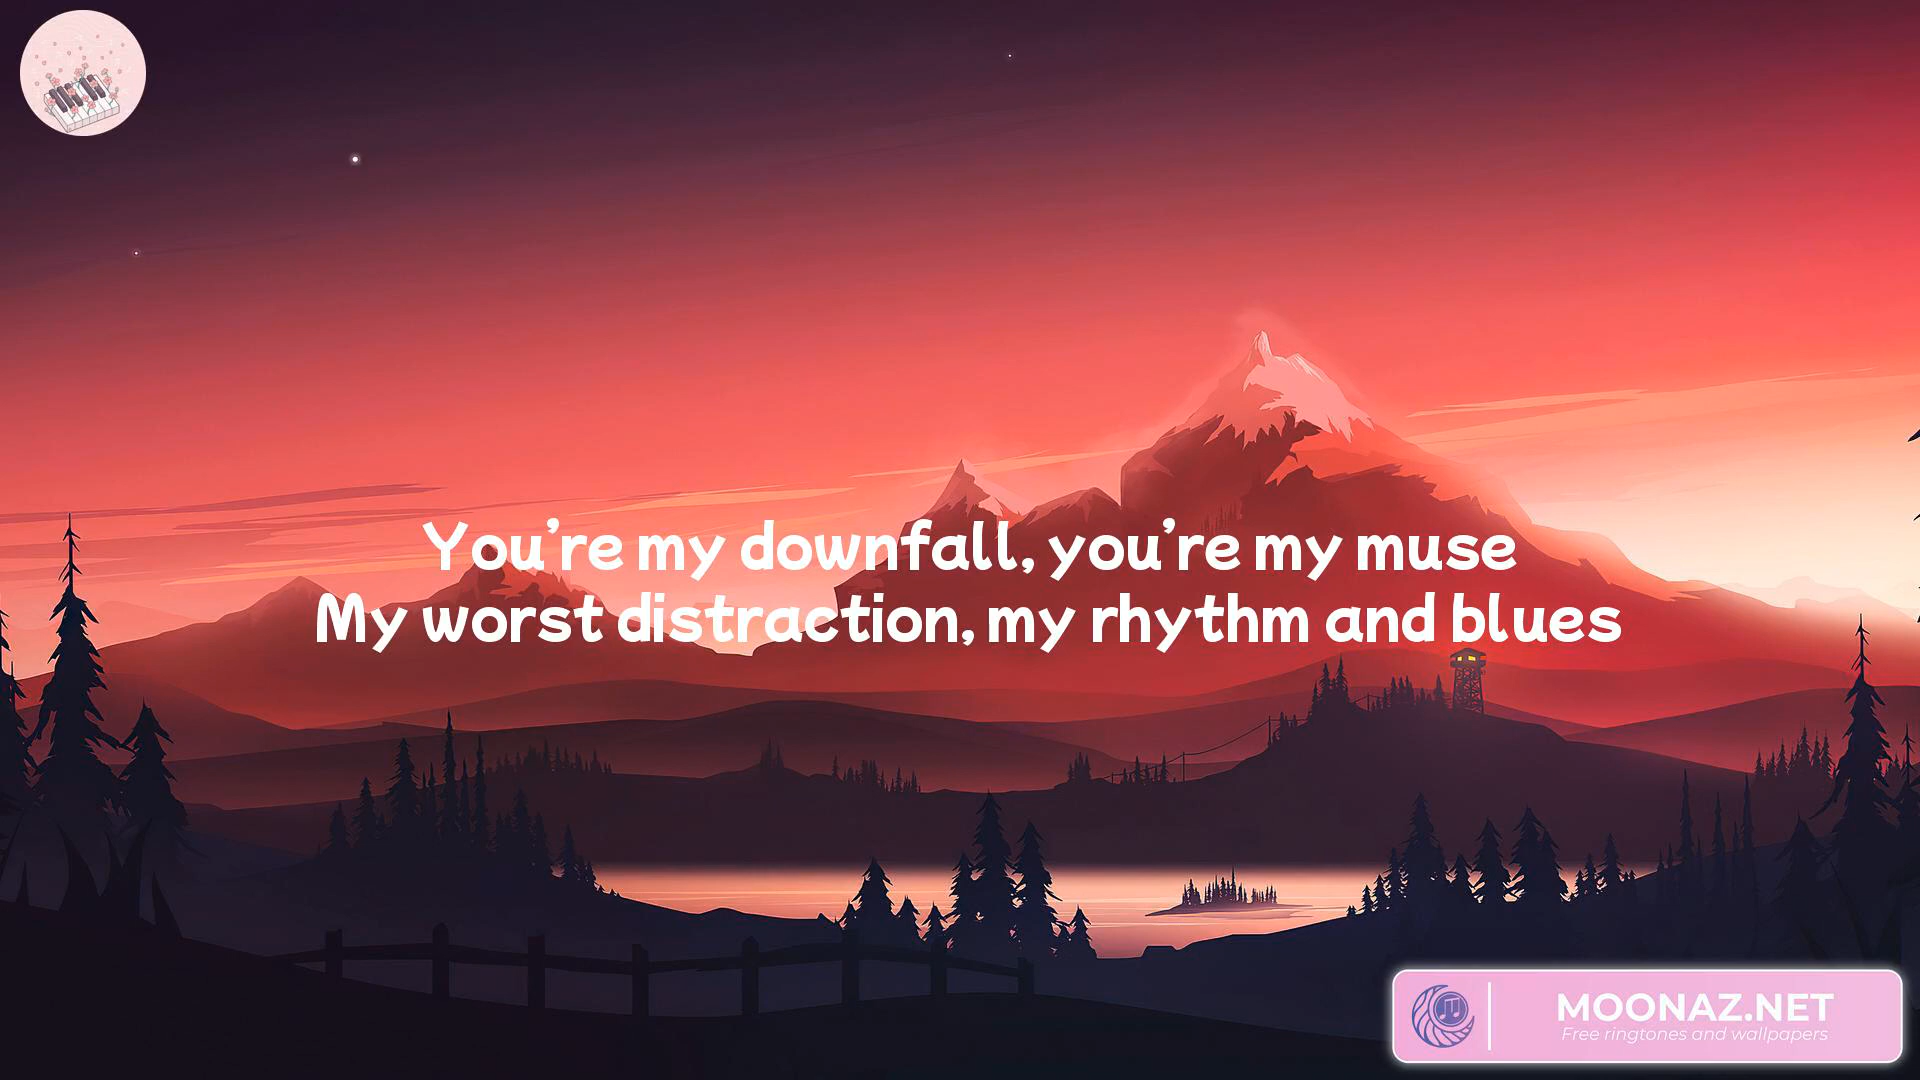 You're my downfall, you're my muse
My worst distraction, my rhythm and blues
MOONAZ.NET
Free ringtones and wallpapers